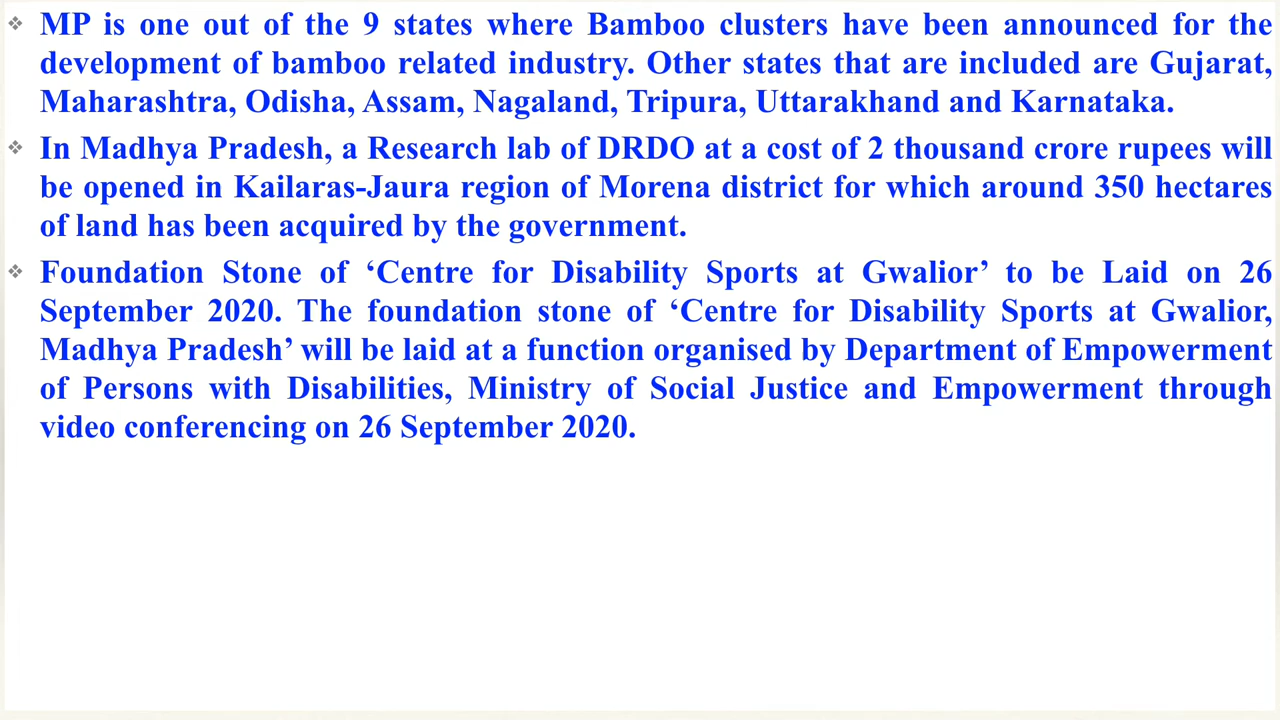 ❖ MP is one out of the 9 states where Bamboo clusters have been announced for the
development of bamboo related industry. Other states that are included are Gujarat,
Maharashtra, Odisha, Assam, Nagaland, Tripura, Uttarakhand and Karnataka.
❖ In Madhya Pradesh, a Research lab of DRDO at a cost of 2 thousand crore rupees will
be opened in Kailaras-Jaura region of Morena district for which around 350 hectares
of land has been acquired by the government.
❖ Foundation Stone of ‘Centre for Disability Sports at Gwalior’ to be Laid on 26
September 2020. The foundation stone of ‘Centre for Disability Sports at Gwalior,
Madhya Pradesh’ will be laid at a function organised by Department of Empowerment
of Persons with Disabilities, Ministry of Social Justice and Empowerment through
video conferencing on 26 September 2020.